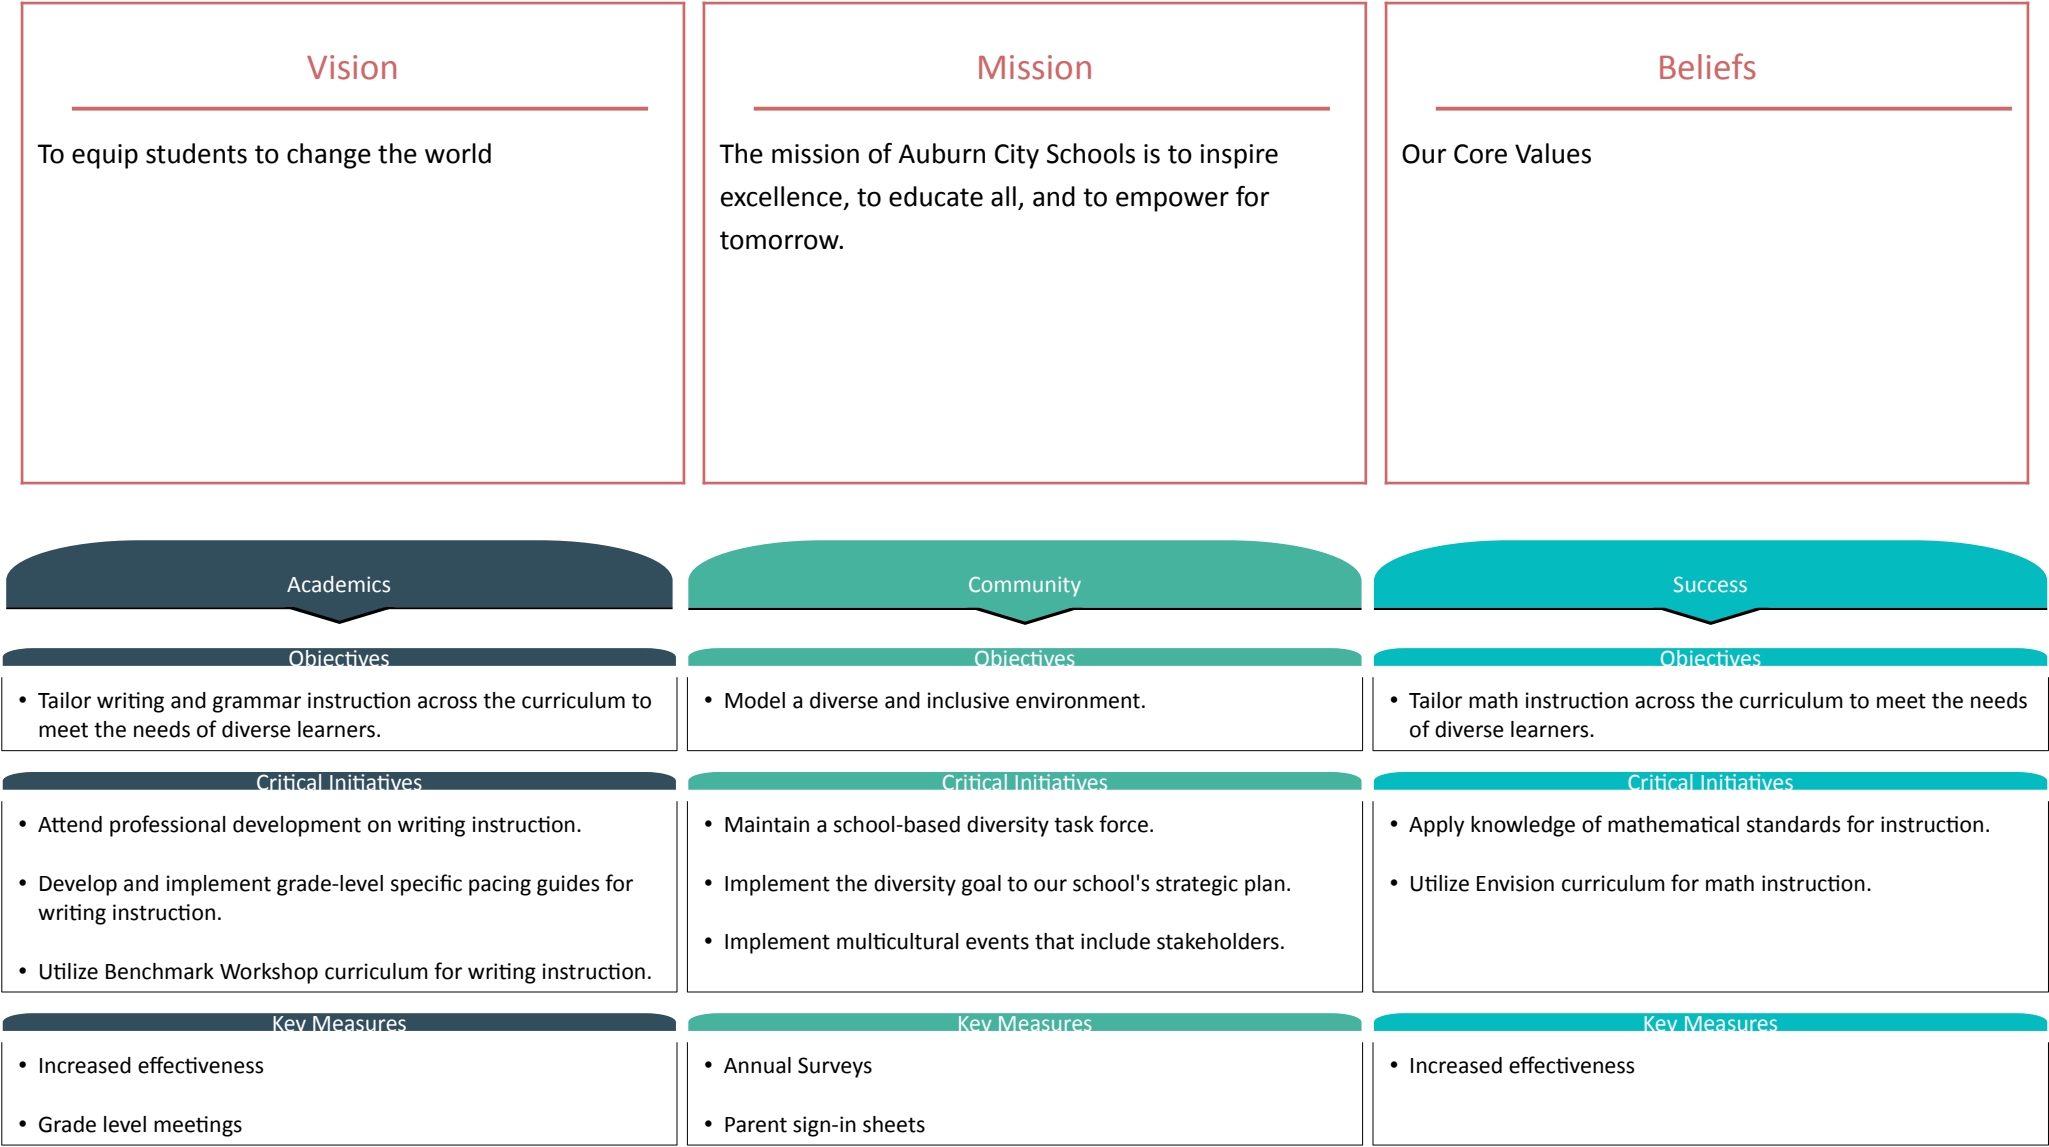 Vision
To equip students to change the world
Mission
The mission of Auburn City Schools is to inspire
excellence, to educate all, and to empower for
tomorrow.
Beliefs
Our Core Values
Academics
Objectives
• Tailor writing and grammar instruction across the curriculum to
meet the needs of diverse learners.
Critical Initiatives
• Attend professional development on writing instruction.
• Develop and implement grade-level specific pacing guides for
writing instruction.
• Utilize Benchmark Workshop curriculum for writing instruction.
Key Measures
• Increased effectiveness
• Grade level meetings
Community
Objectives
• Model a diverse and inclusive environment.
Critical Initiatives
• Maintain a school-based diversity task force.
• Implement the diversity goal to our school's strategic plan.
• Implement multicultural events that include stakeholders.
Key Measures
• Annual Surveys
• Parent sign-in sheets
Success
Objectives
• Tailor math instruction across the curriculum to meet the needs
of diverse learners.
Critical Initiatives
• Apply knowledge of mathematical standards for instruction.
• Utilize Envision curriculum for math instruction.
Key Measures
• Increased effectiveness